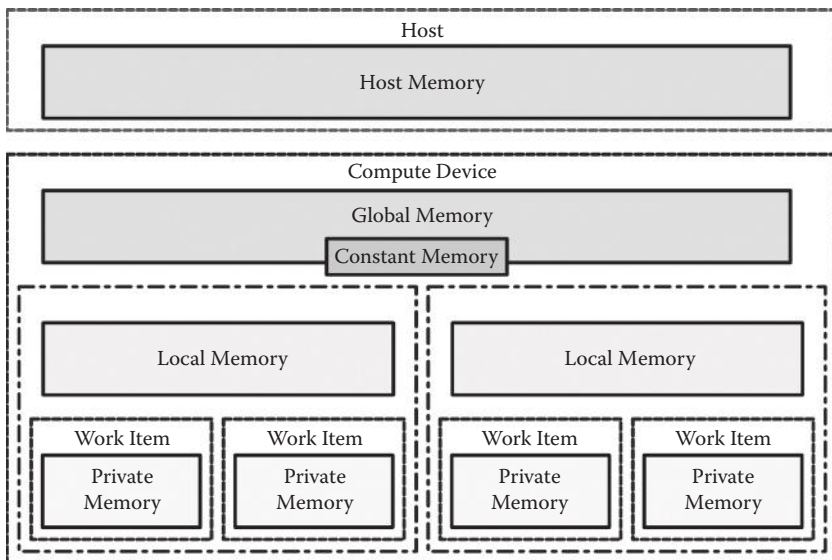 Host
Host Memory
Compute Device
Global Memory
Constant Memory
Local Memory
Local Memory
Work Item
Work Item
Work Item
Work Item
Private
Memory
Private
Memory
Private
Memory
Private
Memory